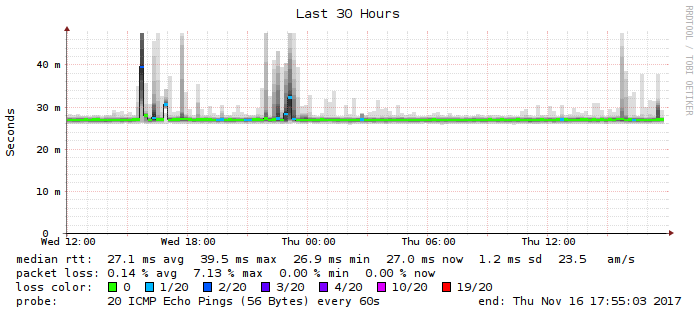 Last 30 Hours
RRDTOOL / TOBI OETIKER
Seconds
40 m
30 m
20 m
10 m
0
Wed 12:00 Wed 18:00 Thu 00:00 Thu 06:00 Thu 12:00
median rtt: 27.1 ms avg 39.5 ms max 26.9 ms min 27.0 ms now 1.2 ms sd 23.5 am/s
packet loss: 0.14 % avg 7.13 % max 0.00 % min 0.00 % now
loss color: 0 1/20 2/20 3/20 4/20 10/20 19/20
probe: 20 ICMP Echo Pings (56 Bytes) every 60s end: Thu Nov 16 17:55:03 2017